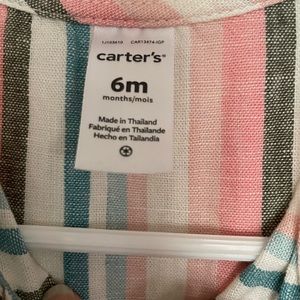 carter's®
6m
months/mois
Made in Thailand
Fabriqué en Thaïlande
Hecho en Tailandia